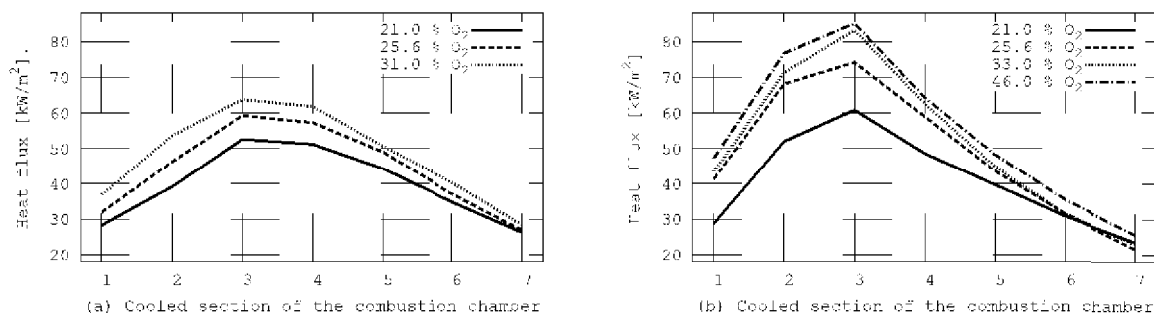 21.0 % O2
25.6 % O2
31.0 % O2
Heat flux [kW/m2].
80
70
60
50
40
30
20
1 2 3 4 5 6 7
(a) Cooled section of the combustion chamber
21.0 % O2
25.6 % O2
33.0 % O2
46.0 % O2
Heat flux [kW/m2]
80
70
60
50
40
30
20
1 2 3 4 5 6 7
(b) Cooled section of the combustion chamber